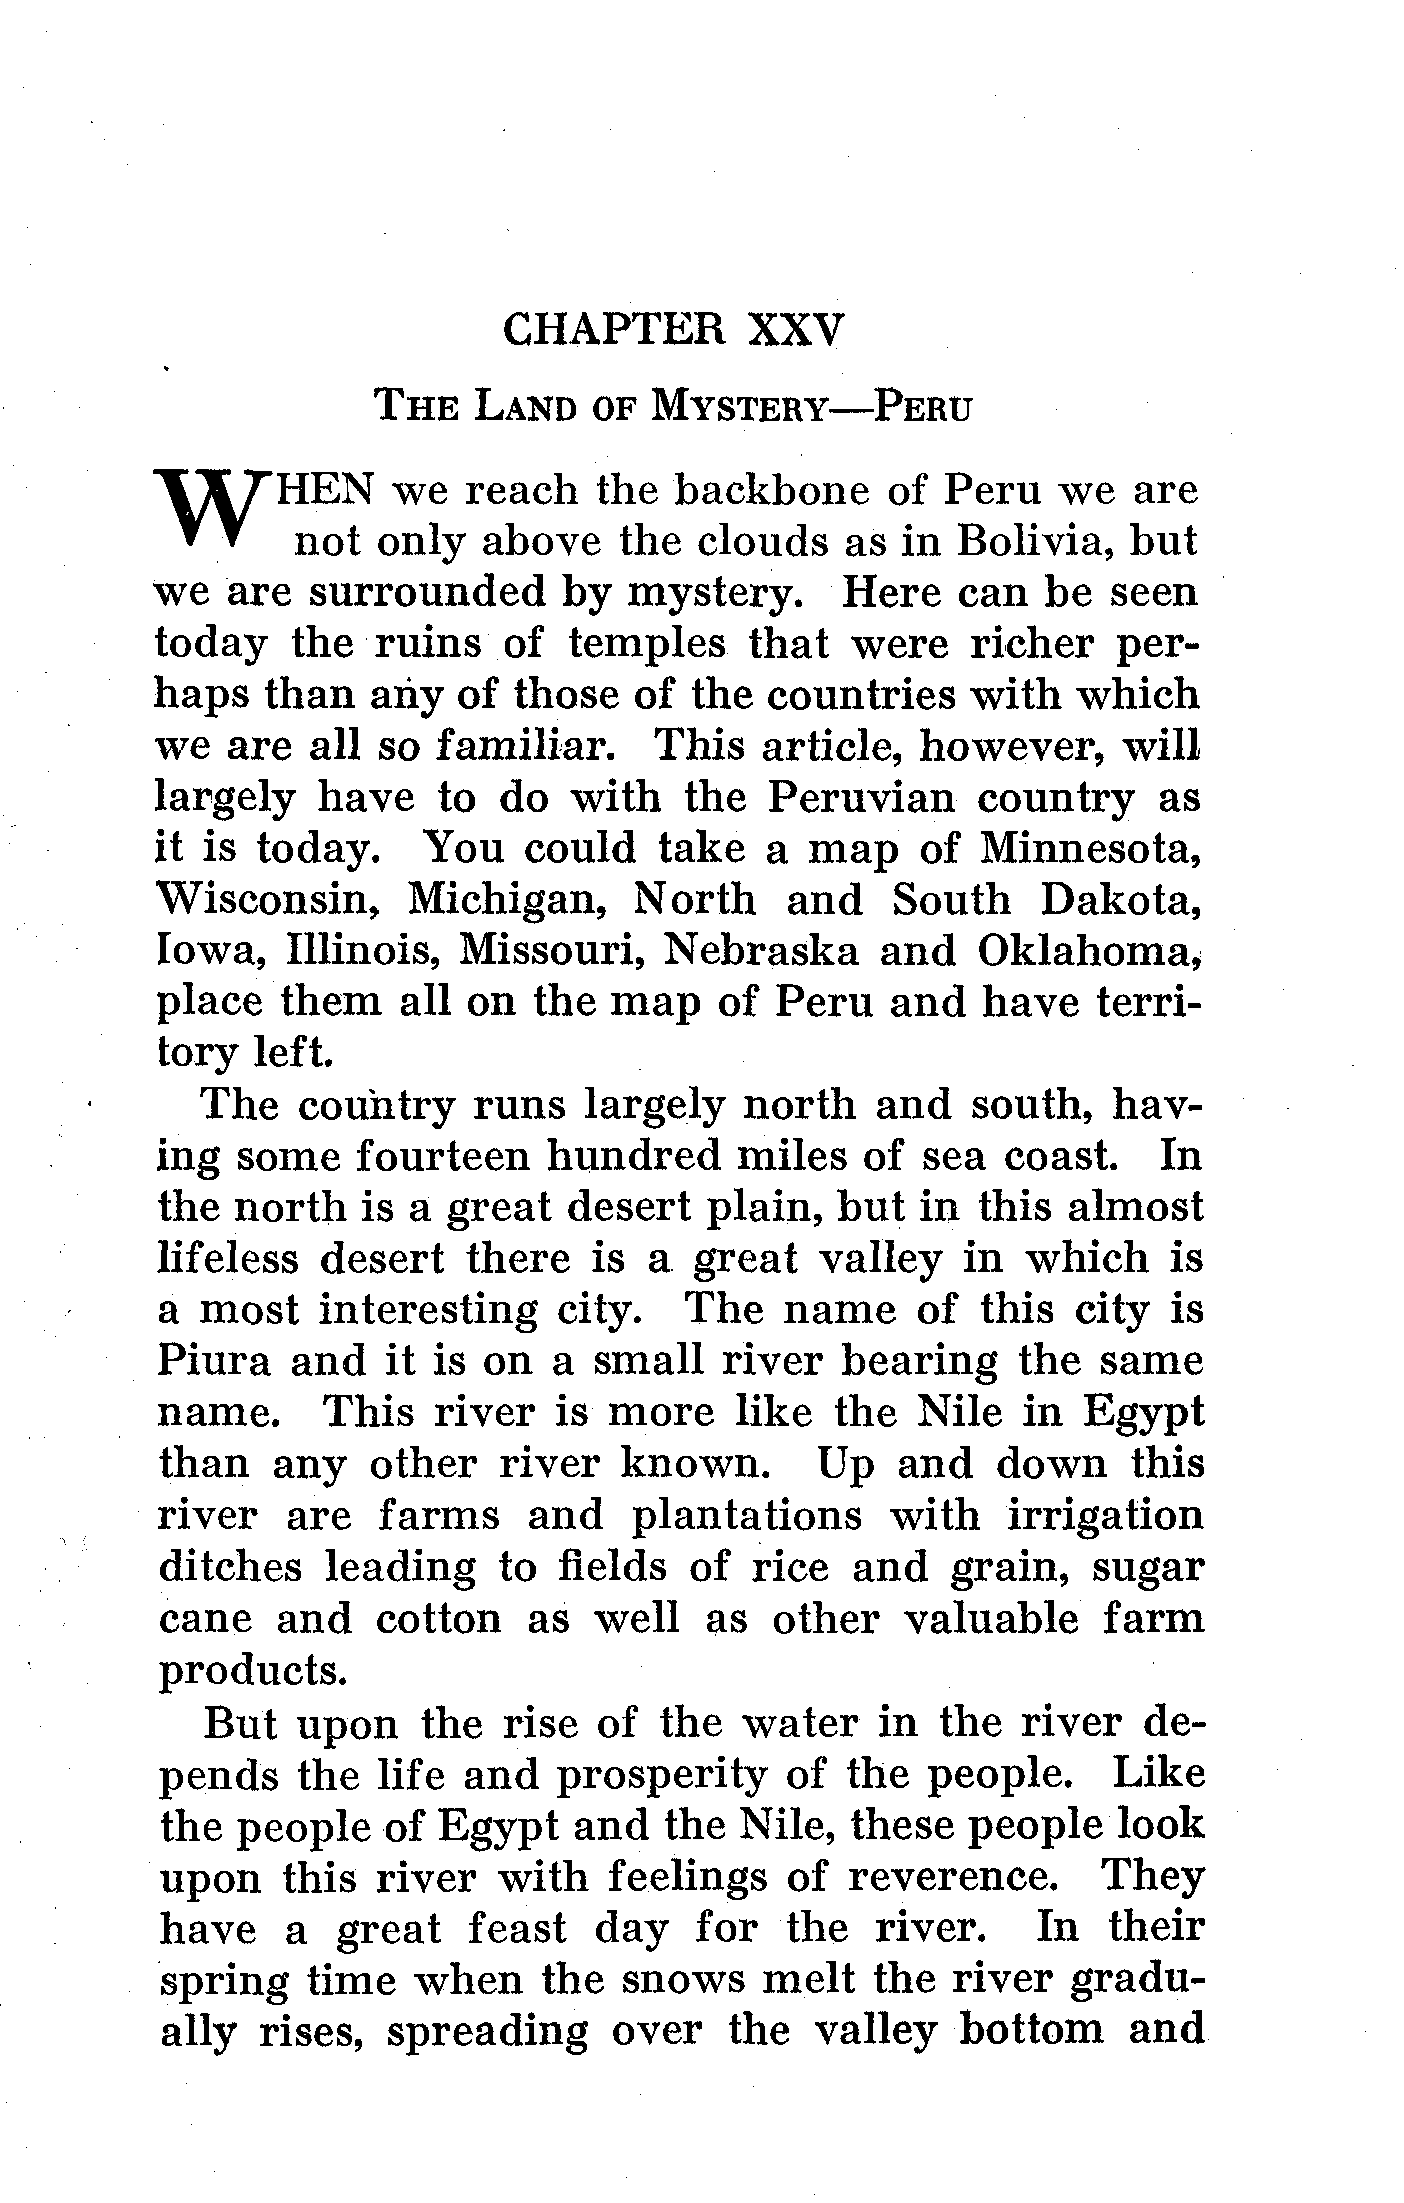 CHAPTER XXV
THE LAND OF MYSTERY—PERU
WHEN we reach the backbone of Peru we are
not only above the clouds as in Bolivia, but
we are surrounded by mystery. Here can be seen
today the ruins of temples that were richer per-
haps than any of those of the countries with which
we are all so familiar. This article, however, will
largely have to do with the Peruvian country as
it is today. You could take a map of Minnesota,
Wisconsin, Michigan, North and South Dakota,
Iowa, Illinois, Missouri, Nebraska and Oklahoma,
place them all on the map of Peru and have terri-
tory left.
The country runs largely north and south, hav-
ing some fourteen hundred miles of sea coast. In
the north is a great desert plain, but in this almost
lifeless desert there is a great valley in which is
a most interesting city. The name of this city is
Piura and it is on a small river bearing the same
name. This river is more like the Nile in Egypt
than any other river known. Up and down this
river are farms and plantations with irrigation
ditches leading to fields of rice and grain, sugar
cane and cotton as well as other valuable farm
products.
But upon the rise of the water in the river de-
pends the life and prosperity of the people. Like
the people of Egypt and the Nile, these people look
upon this river with feelings of reverence. They
have a great feast day for the river. In their
spring time when the snows melt the river gradu-
ally rises, spreading over the valley bottom and